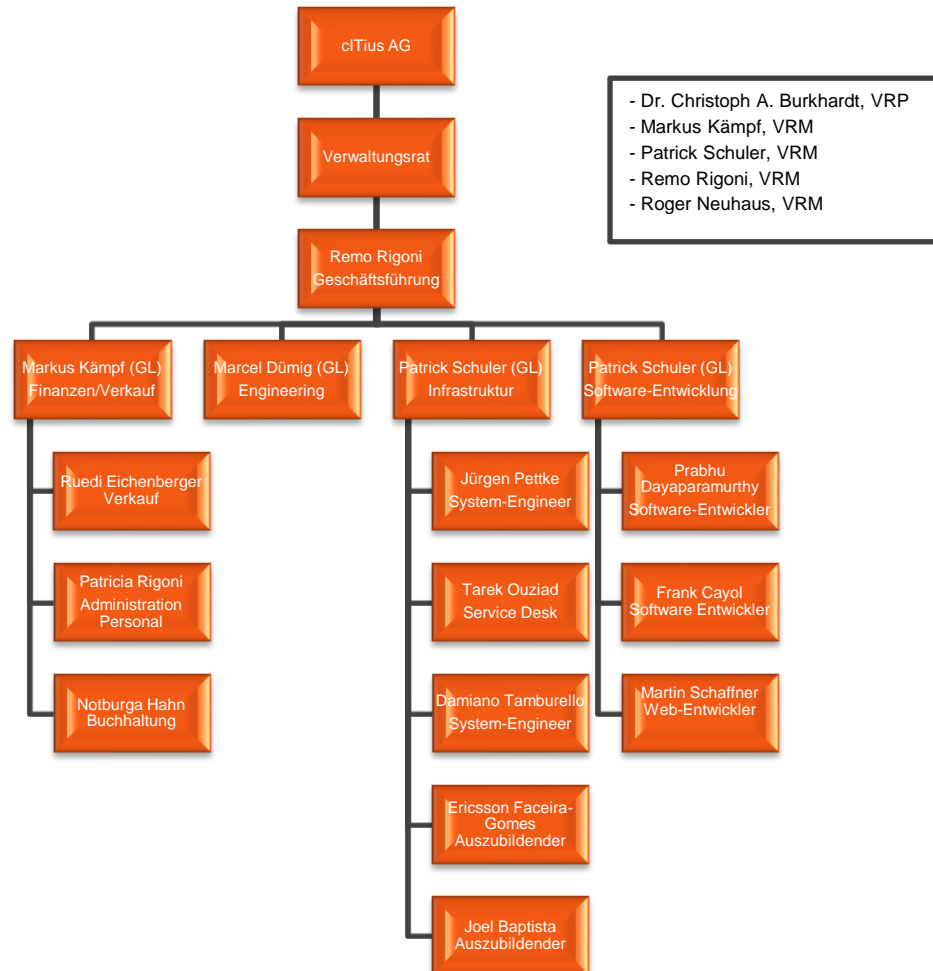 cITius AG
- Dr. Christoph A. Burkhardt, VRP
- Markus Kämpf, VRM
- Patrick Schuler, VRM
- Remo Rigoni, VRM
- Roger Neuhaus, VRM
Verwaltungsrat
Remo Rigoni
Geschäftsführung
Markus Kämpf (GL)
Finanzen/Verkauf
Marcel Dümig (GL)
Engineering
Patrick Schuler (GL)
Infrastruktur
Patrick Schuler (GL)
Software-Entwicklung
Ruedi Eichenberger
Verkauf
Patricia Rigoni
Administration
Personal
Notburga Hahn
Buchhaltung
Jürgen Pettke
System-Engineer
Tarek Ouziad
Service Desk
Damiano Tamburello
System-Engineer
Ericsson Faceira-
Gomes
Auszubildender
Joel Baptista
Auszubildender
Prabhu
Dayaparamurthy
Software-Entwickler
Frank Cayol
Software Entwickler
Martin Schaffner
Web-Entwickler